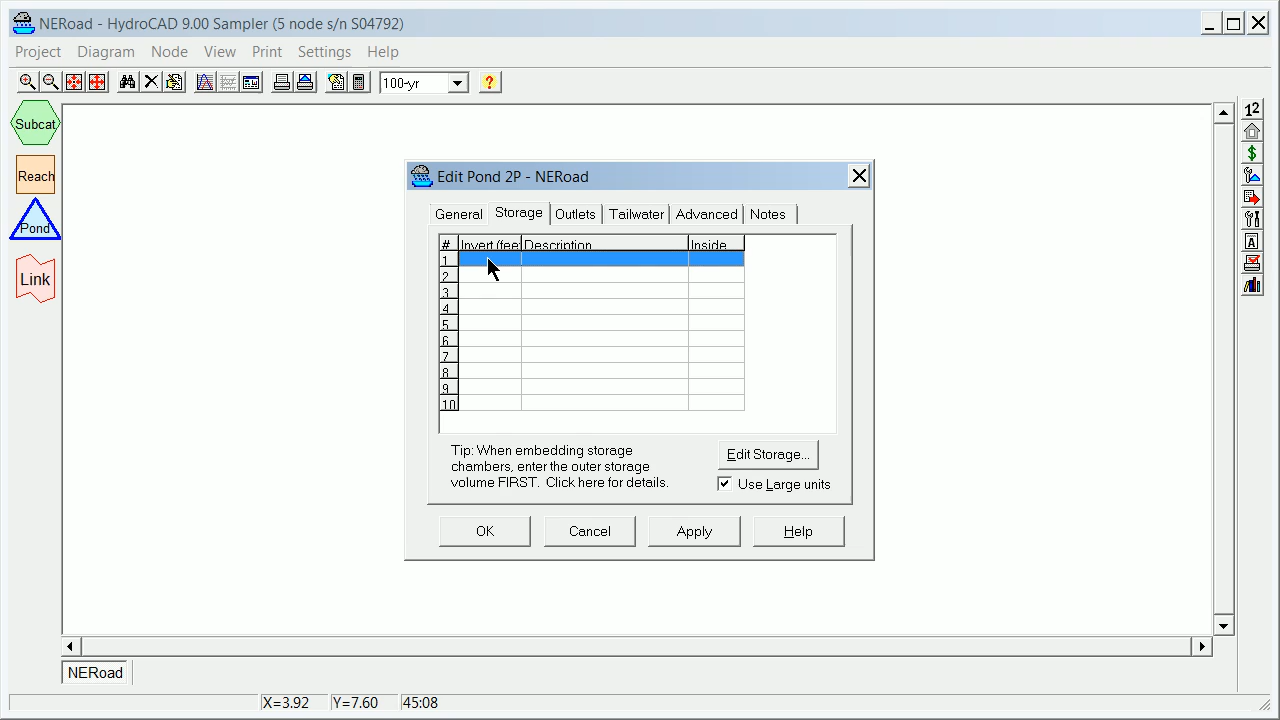 NERoad - HydroCAD 9.00 Sampler (5 node s/n S04792)
Project Diagram Node View Print Settings Help
100-yr
?
Subcat
Reach
Pond
Link
12
$
A
Edit Pond 2P - NERoad
General Storage Outlets Tailwater Advanced Notes
# Invert (feet Description Inside
1
2
3
4
5
6
7
8
9
10
Tip: When embedding storage
chambers, enter the outer storage
volume FIRST. Click here for details.
Edit Storage...
Use Large units
OK Cancel Apply Help
NERoad
X=3.92 Y=7.60 45:08